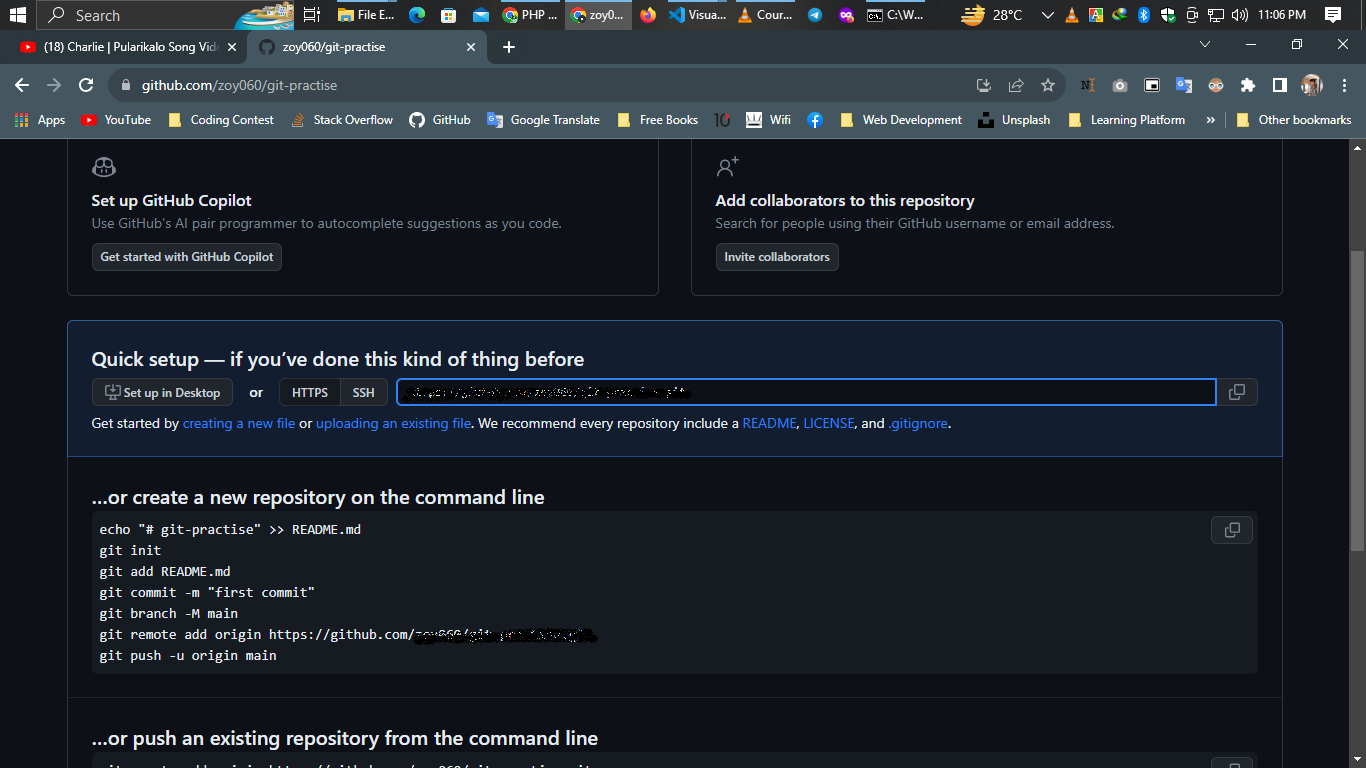 Search
File E...
PHP ...
zoy0...
Visua...
Cour...
C:\W...
28°C
11:06 PM
(18) Charlie | Pularikalo Song Vid
zoy060/git-practise
github.com/zoy060/git-practise
Apps
YouTube
Coding Contest
Stack Overflow
GitHub
Google Translate
Free Books
10
Wifi
Web Development
Unsplash
Learning Platform
»
Other bookmarks
Set up GitHub Copilot
Use GitHub's AI pair programmer to autocomplete suggestions as you code.
Get started with GitHub Copilot
Add collaborators to this repository
Search for people using their GitHub username or email address.
Invite collaborators
Quick setup — if you've done this kind of thing before
Set up in Desktop
or
HTTPS
SSH
Get started by creating a new file or uploading an existing file. We recommend every repository include a README, LICENSE, and .gitignore.
...or create a new repository on the command line
echo "# git-practise" >> README.md
git init
git add README.md
git commit -m "first commit"
git branch -M main
git remote add origin https://github.com/
git push -u origin main
...or push an existing repository from the command line